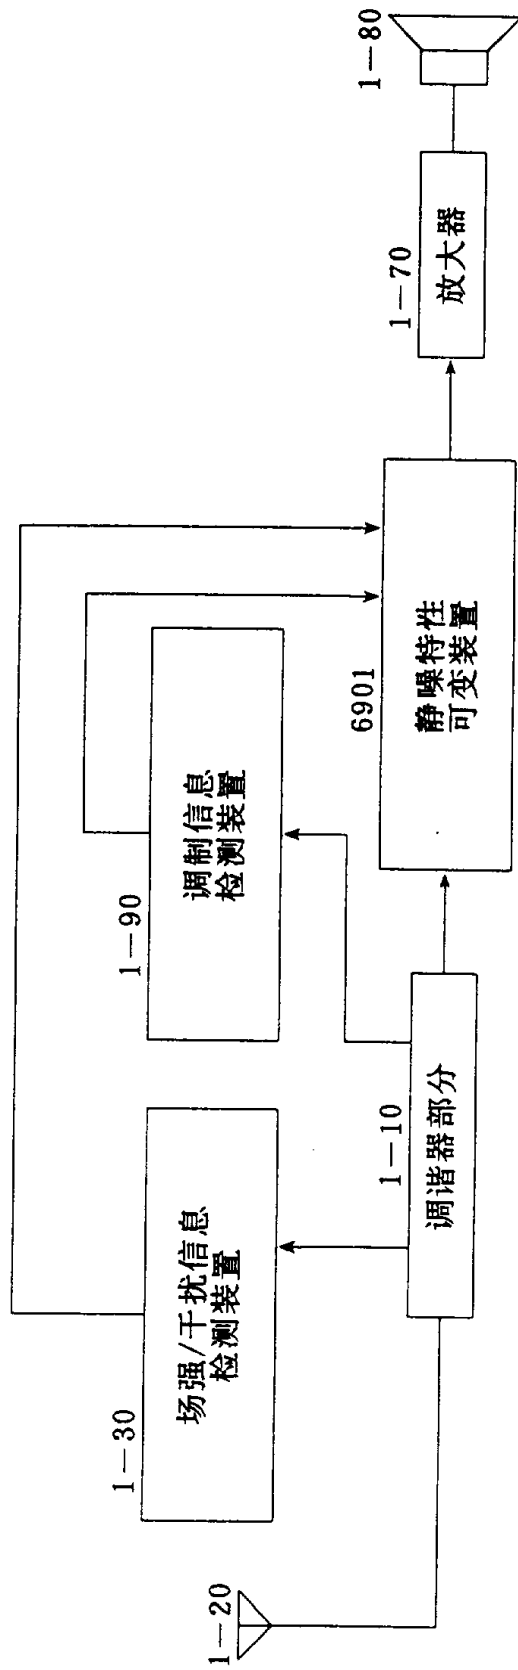 1—20
1—30
场强/干扰信息
检测装置
1—90
调制信息
检测装置
1—10
调谐器部分
6901
静噪特性
可变装置
1—70
放大器
1—80